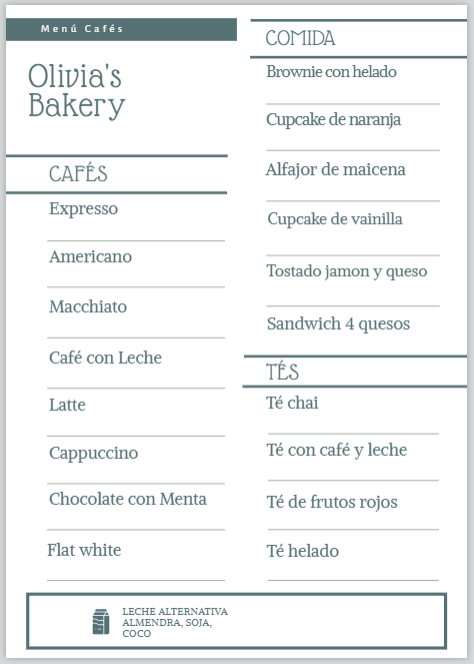 Menú Cafés
Olivia's
Bakery
CAFÉS
Expresso
Americano
Macchiato
Café con Leche
Latte
Cappuccino
Chocolate con Menta
Flat white
COMIDA
Brownie con helado
Cupcake de naranja
Alfajor de maicena
Cupcake de vainilla
Tostado jamon y queso
Sandwich 4 quesos
TÉS
Té chai
Té con café y leche
Té de frutos rojos
Té helado
LECHE ALTERNATIVA
ALMENDRA, SOJA,
COCO